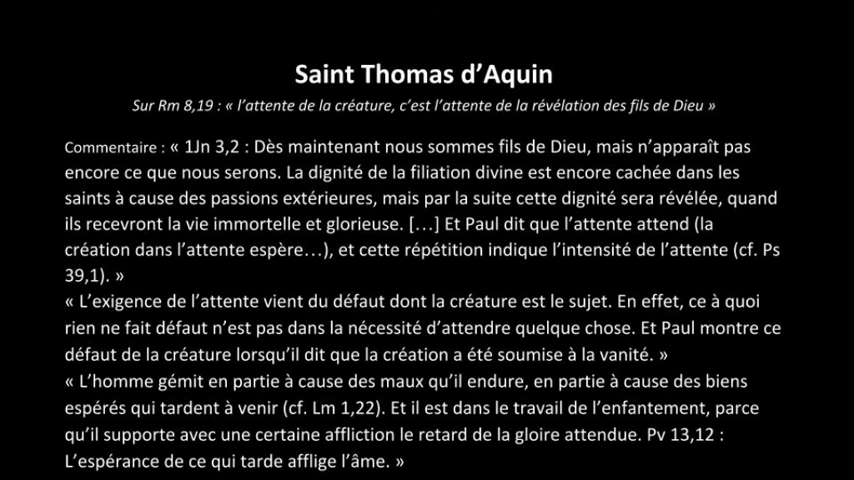 Saint Thomas d’Aquin
Sur Rm 8,19 : « l’attente de la créature, c’est l’attente de la révélation des fils de Dieu »
Commentaire : « 1Jn 3,2 : Dès maintenant nous sommes fils de Dieu, mais n’apparaît pas
encore ce que nous serons. La dignité de la filiation divine est encore cachée dans les
saints à cause des passions extérieures, mais par la suite cette dignité sera révélée, quand
ils recevront la vie immortelle et glorieuse. […] Et Paul dit que l’attente attend (la
création dans l’attente espère…), et cette répétition indique l’intensité de l’attente (cf. Ps
39,1). »
« L’exigence de l’attente vient du défaut dont la créature est le sujet. En effet, ce à quoi
rien ne fait défaut n’est pas dans la nécessité d’attendre quelque chose. Et Paul montre ce
défaut de la créature lorsqu’il dit que la création a été soumise à la vanité. »
« L’homme gémit en partie à cause des maux qu’il endure, en partie à cause des biens
espérés qui tardent à venir (cf. Lm 1,22). Et il est dans le travail de l’enfantement, parce
qu’il supporte avec une certaine affliction le retard de la gloire attendue. Pv 13,12 :
L’espérance de ce qui tarde afflige l’âme. »